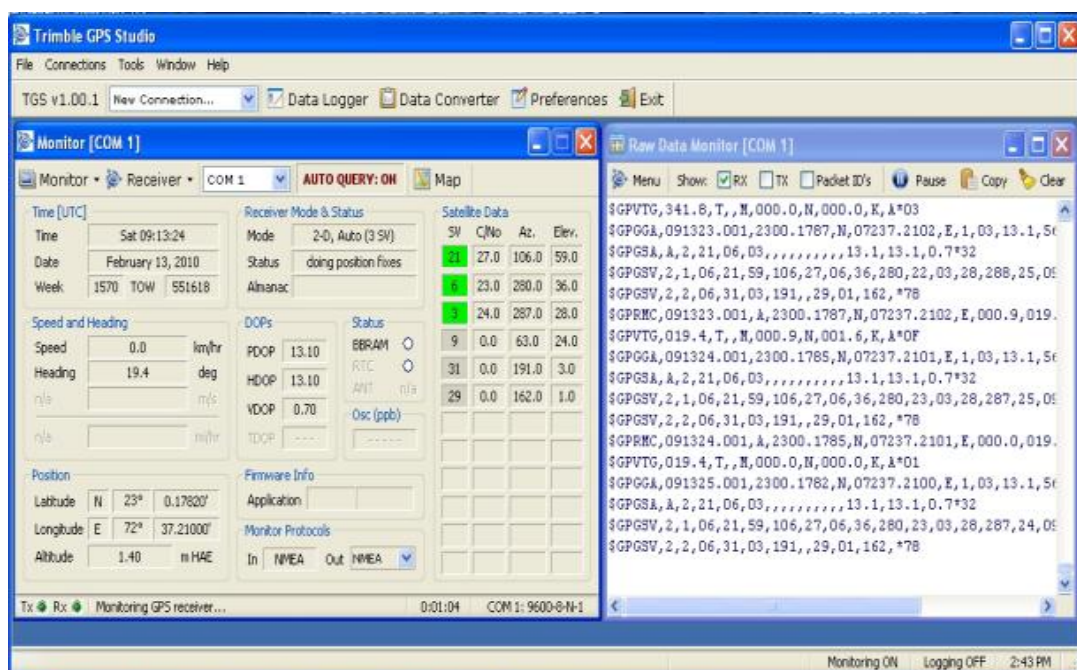 Trimble GPS Studio
File Connections Tools Window Help
TGS v1.00.1 New Connection... Data Logger Data Converter Preferences Exit
Monitor [COM 1]
Monitor Receiver COM 1 AUTO QUERY: ON Map
Time [UTC]
Time Sat 09:13:24
Date February 13, 2010
Week 1570 TOW 551618
Speed and Heading
Speed 0.0 km/hr
Heading 19.4 deg
n/a m/s
n/a m/hr
Position
Latitude N 23° 0.17820'
Longitude E 72° 37.21000'
Altitude 1.40 m HAE
Receiver Mode & Status
Mode 2-D, Auto (3 SV)
Status doing position fixes
Almanac
DOPs
PDOP 13.10
HDOP 13.10
VDOP 0.70
TDOP ---
Status
BBRAM
RTC
ANT n/a
Osc (ppb)
-----
Firmware Info
Application
Monitor Protocols
In NMEA Out NMEA
Satellite Data
SV C/No Az. Elev.
21 27.0 106.0 59.0
6 23.0 280.0 36.0
3 24.0 287.0 28.0
9 0.0 63.0 24.0
31 0.0 191.0 3.0
29 0.0 162.0 1.0
Tx Rx Monitoring GPS receiver... 0:01:04 COM 1: 9600-8-N-1
Raw Data Monitor [COM 1]
Menu Show: RX TX Packet ID's Pause Copy Clear
$GPVTG,341.8,T,,M,000.0,N,000.0,K,A*03
$GPGGA,091323.001,2300.1787,N,07237.2102,E,1,03,13.1,56
$GPGSA,A,2,21,06,03,,,,,,,,,,13.1,13.1,0.7*32
$GPGSV,2,1,06,21,59,106,27,06,36,280,22,03,28,288,25,09
$GPGSV,2,2,06,31,03,191,,29,01,162,*78
$GPRMC,091323.001,A,2300.1787,N,07237.2102,E,000.9,019.
$GPVTG,019.4,T,,M,000.9,N,001.6,K,A*0F
$GPGGA,091324.001,2300.1785,N,07237.2101,E,1,03,13.1,56
$GPGSA,A,2,21,06,03,,,,,,,,,,13.1,13.1,0.7*32
$GPGSV,2,1,06,21,59,106,27,06,36,280,23,03,28,287,25,09
$GPGSV,2,2,06,31,03,191,,29,01,162,*78
$GPRMC,091324.001,A,2300.1785,N,07237.2101,E,000.0,019.
$GPVTG,019.4,T,,M,000.0,N,000.0,K,A*01
$GPGGA,091325.001,2300.1782,N,07237.2100,E,1,03,13.1,56
$GPGSA,A,2,21,06,03,,,,,,,,,,13.1,13.1,0.7*32
$GPGSV,2,1,06,21,59,106,27,06,36,280,23,03,28,287,24,09
$GPGSV,2,2,06,31,03,191,,29,01,162,*78
Monitoring ON Logging OFF 2:43 PM